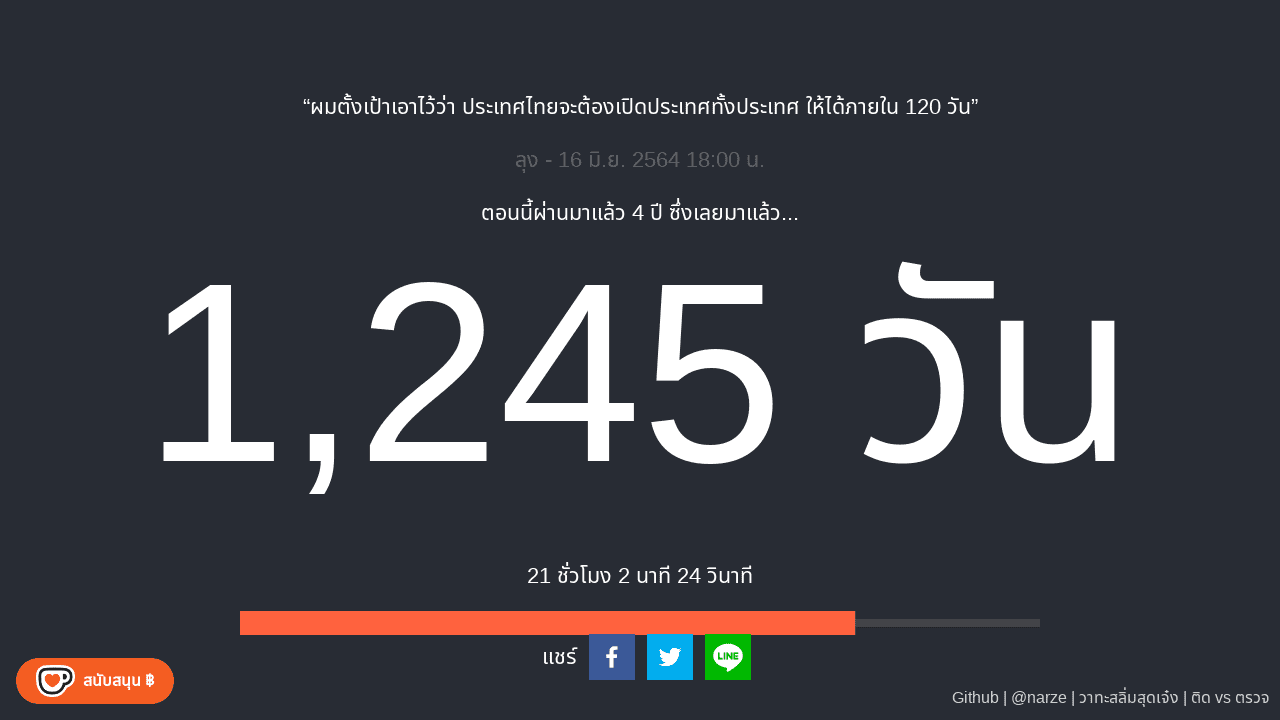 “ผมตั้งเป้าเอาไว้ว่า ประเทศไทยจะต้องเปิดประเทศทั้งประเทศ ให้ได้ภายใน 120 วัน”
ลุง - 16 มิ.ย. 2564 18:00 น.
ตอนนี้ผ่านมาแล้ว 4 ปี ซึ่งเลยมาแล้ว...
1,245 วัน
21 ชั่วโมง 2 นาที 24 วินาที
แชร์
LINE
สนับสนุน ฿
Github | @narze | วาทะสลิ่มสุดเจ๋ง | ติด vs ตรวจ